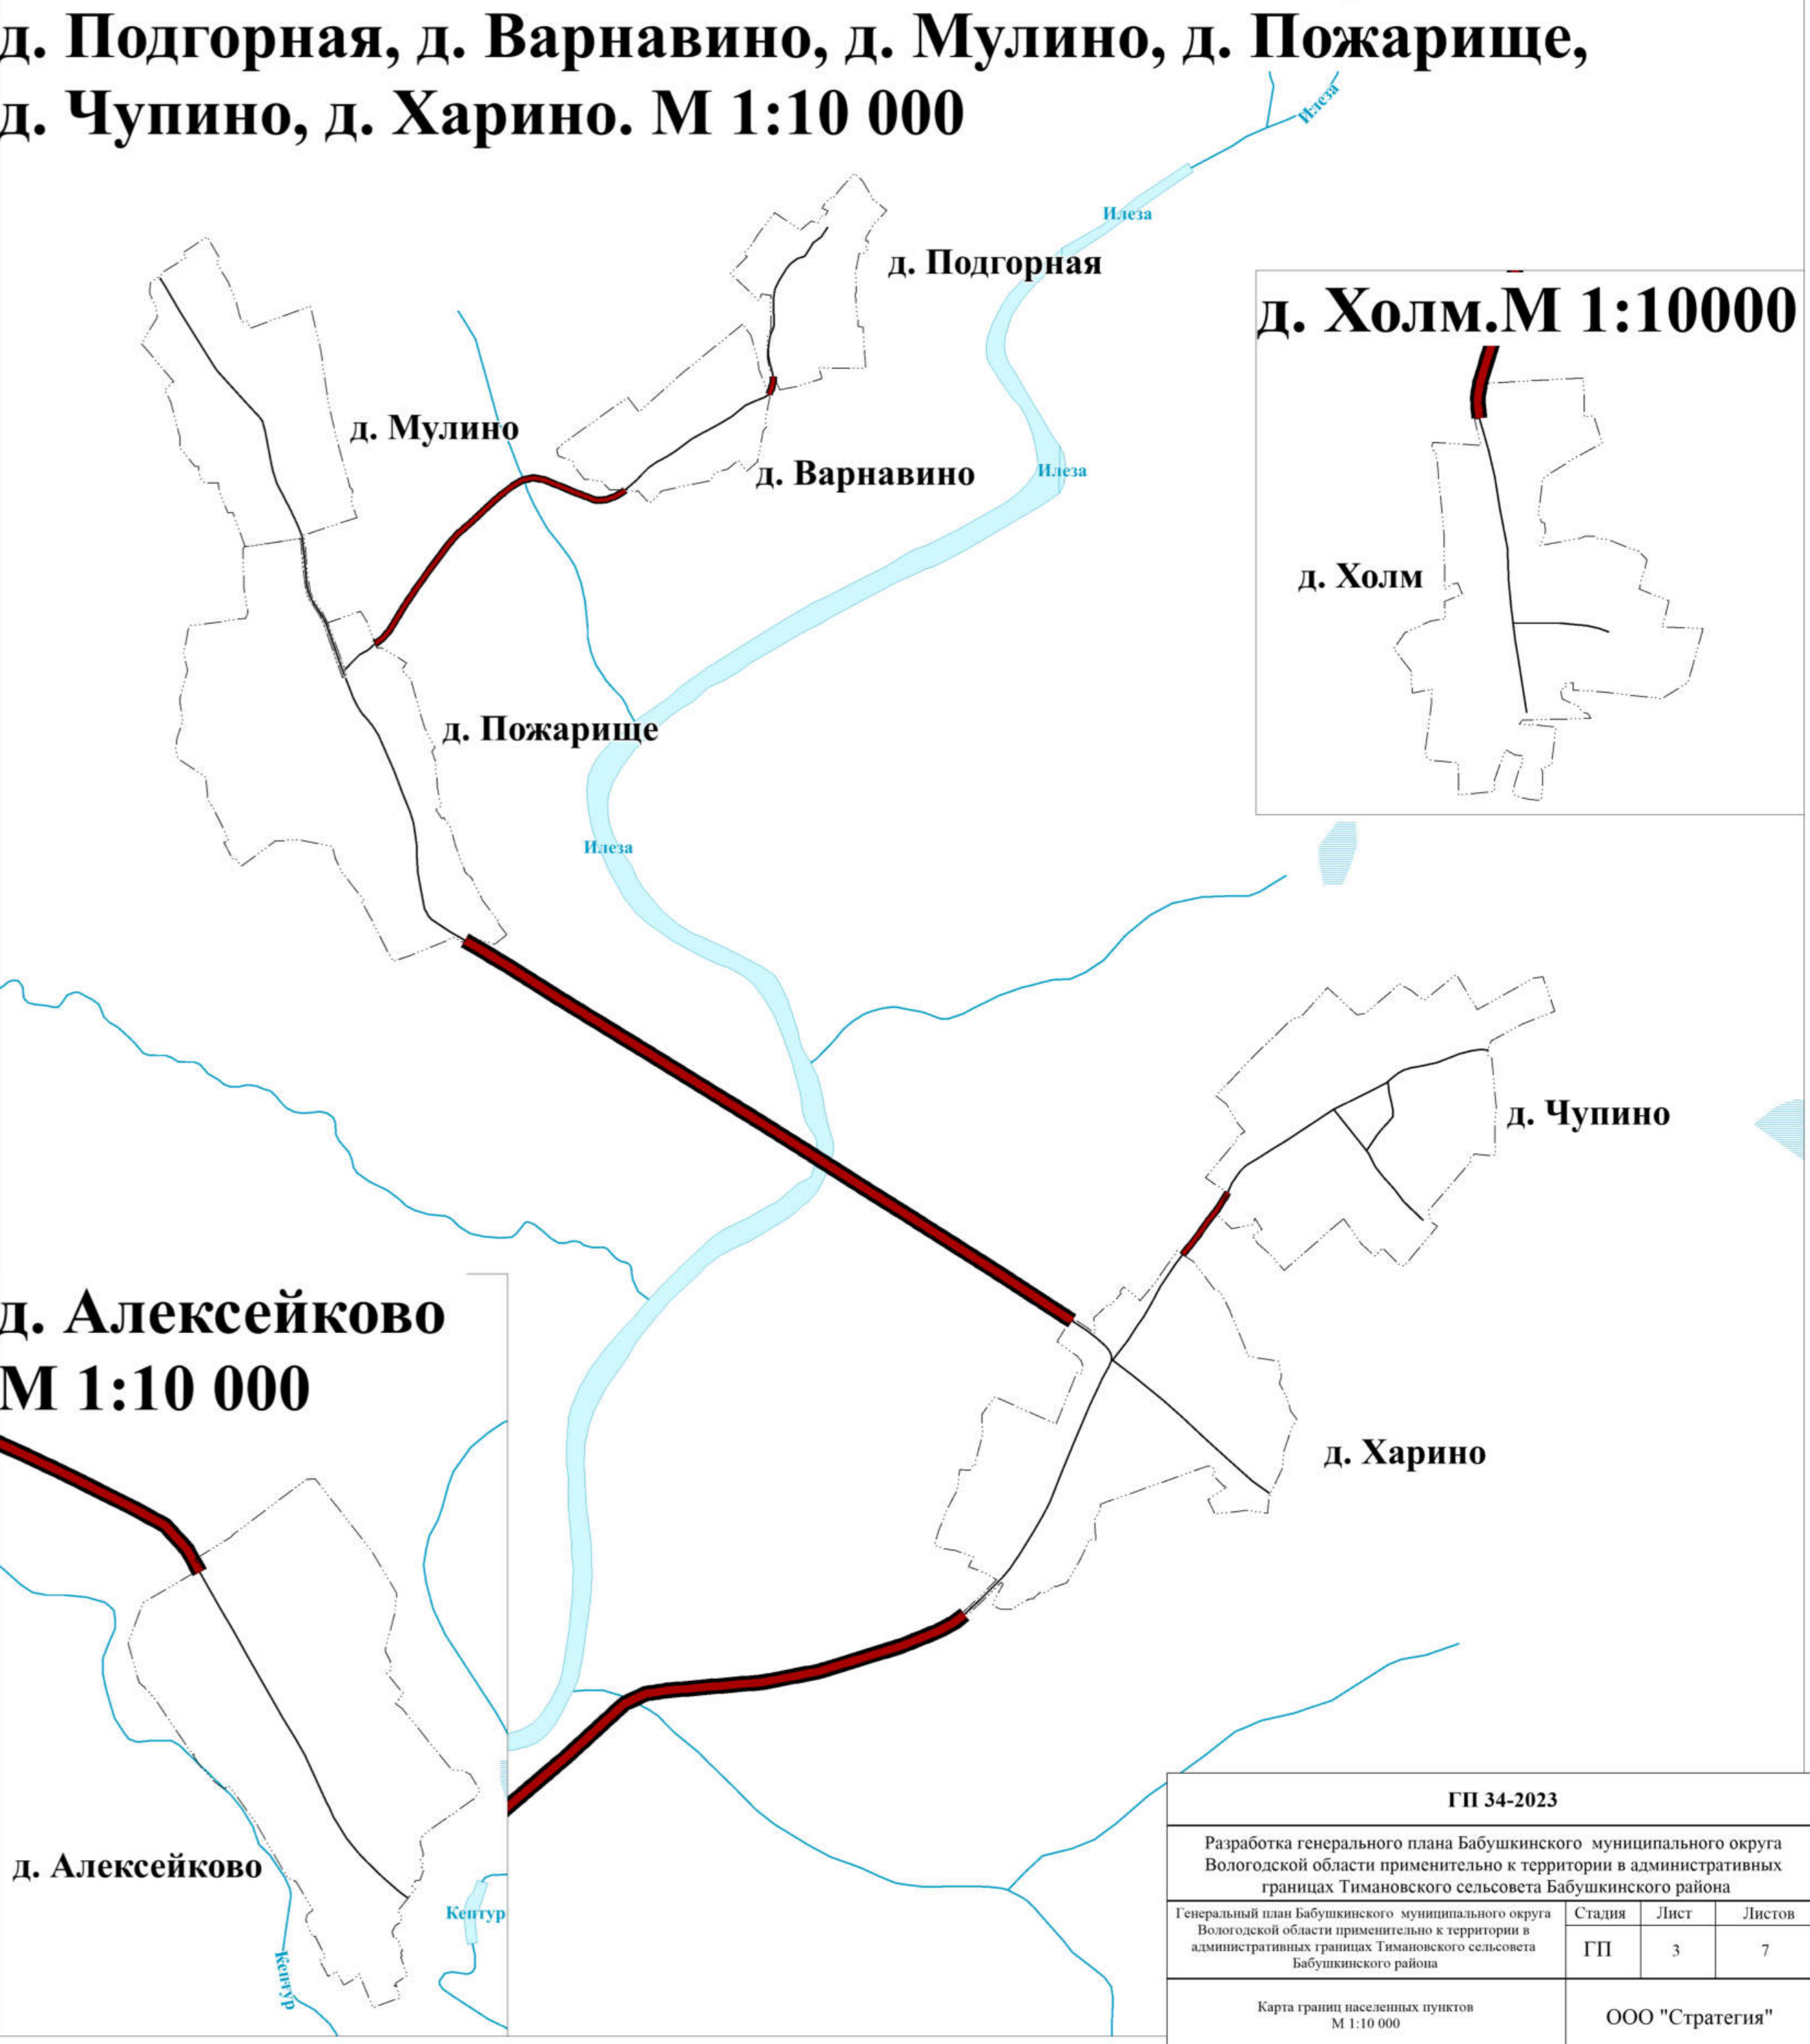 д. Подгорная, д. Варнавино, д. Мулино, д. Пожарище,
д. Чупино, д. Харино. М 1:10 000
Илеза
Илеза
д. Подгорная
д. Холм.М 1:10000
д. Мулино
д. Варнавино
Илеза
д. Холм
д. Пожарище
Илеза
д. Чупино
д. Алексейково
М 1:10 000
д. Харино
д. Алексейково
Кептур
Кептур
ГП 34-2023
Разработка генерального плана Бабушкинского муниципального округа
Вологодской области применительно к территории в административных
границах Тимановского сельсовета Бабушкинского района
Генеральный план Бабушкинского муниципального округа
Вологодской области применительно к территории в
административных границах Тимановского сельсовета
Бабушкинского района
Стадия Лист Листов
ГП 3 7
Карта границ населенных пунктов
М 1:10 000
ООО "Стратегия"